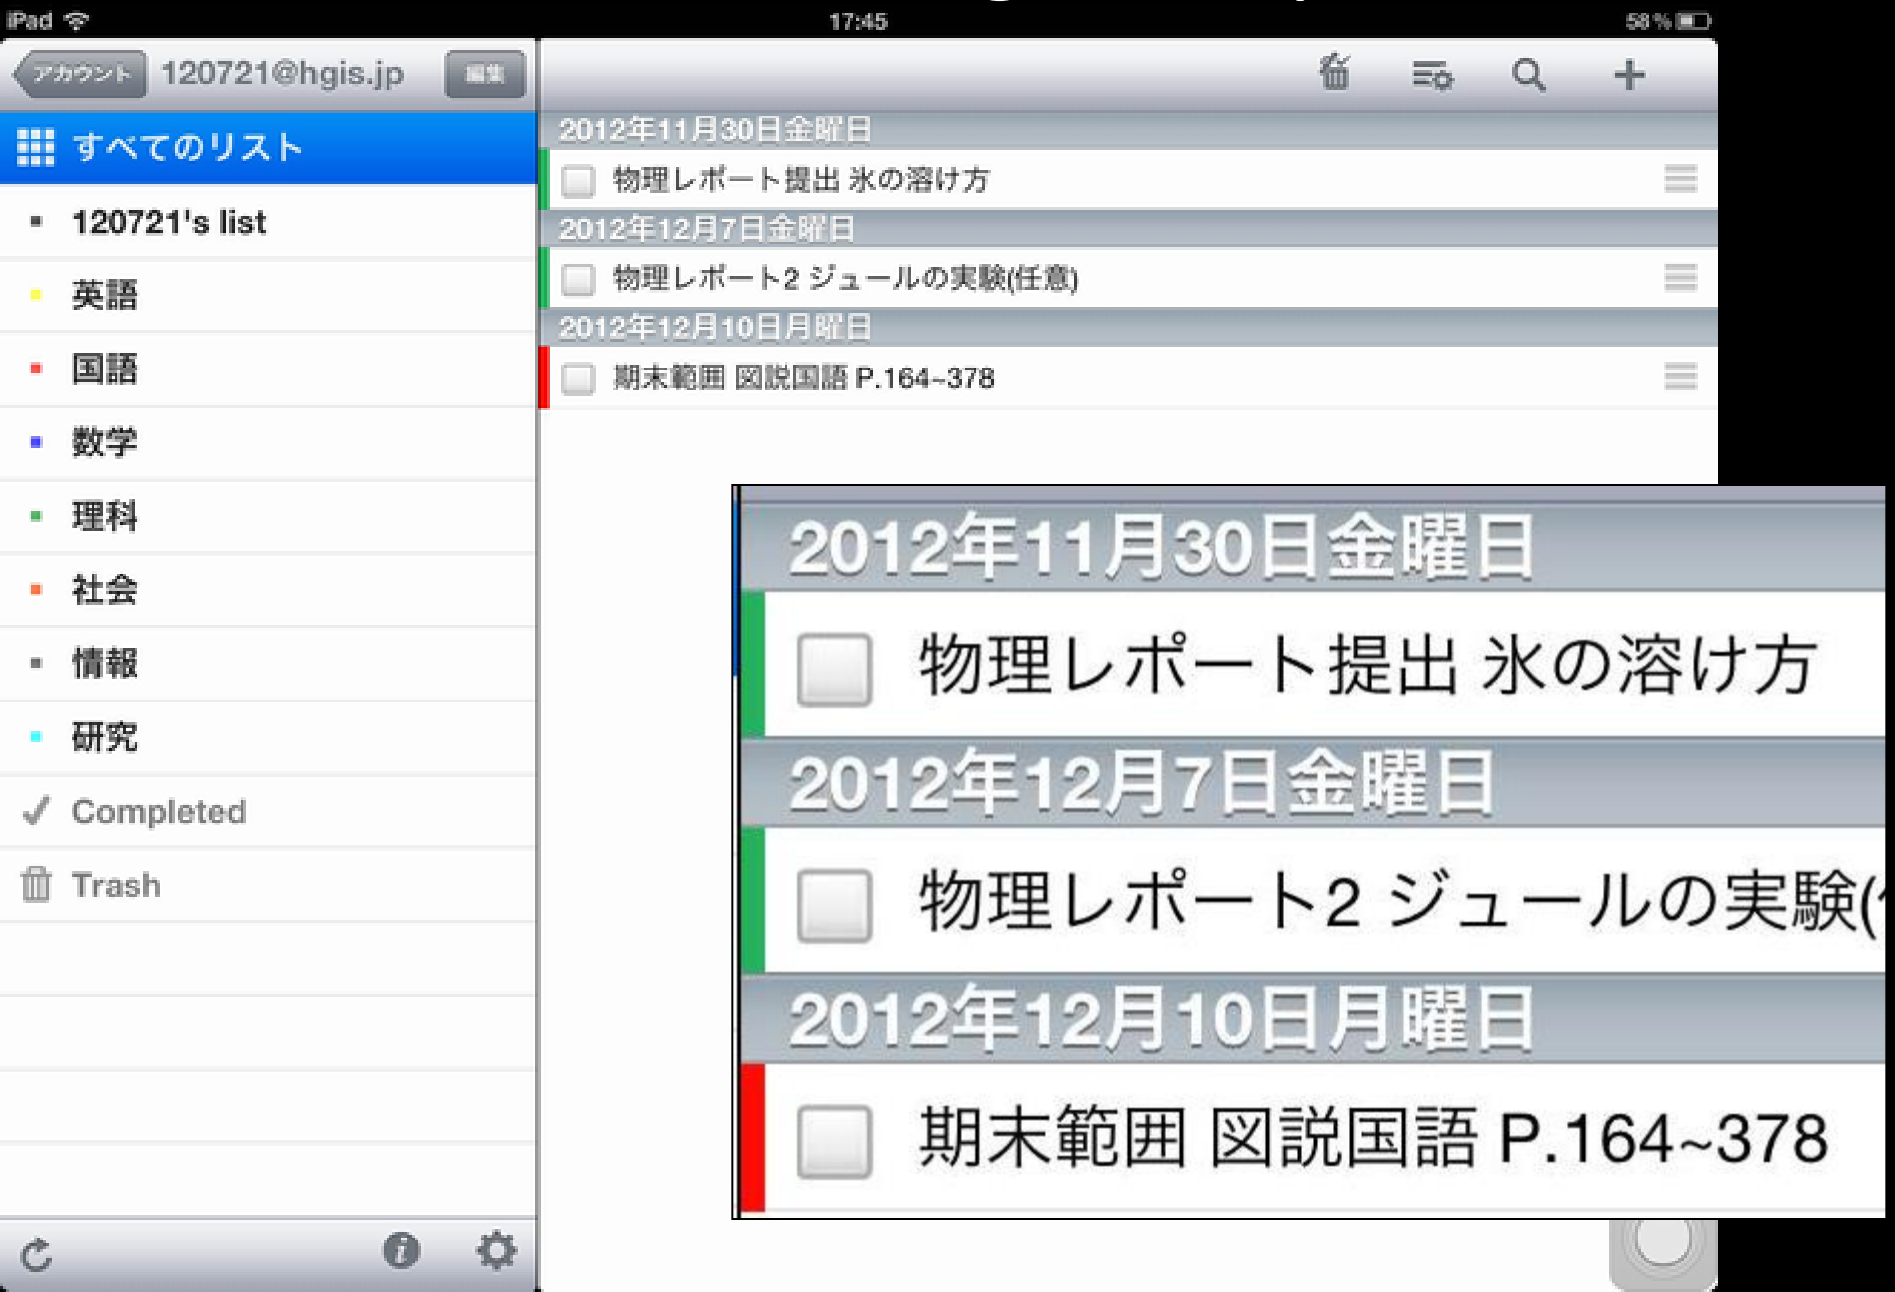 iPad
17:45
58%
アカウント
120721@hgis.jp
編集
すべてのリスト
120721's list
英語
国語
数学
理科
社会
情報
研究
Completed
Trash
2012年11月30日金曜日
物理レポート提出 氷の溶け方
2012年12月7日金曜日
物理レポート2 ジュールの実験(任意)
2012年12月10日月曜日
期末範囲 図説国語 P.164~378
2012年11月30日金曜日
物理レポート提出 氷の溶け方
2012年12月7日金曜日
物理レポート2 ジュールの実験(
2012年12月10日月曜日
期末範囲 図説国語 P.164~378